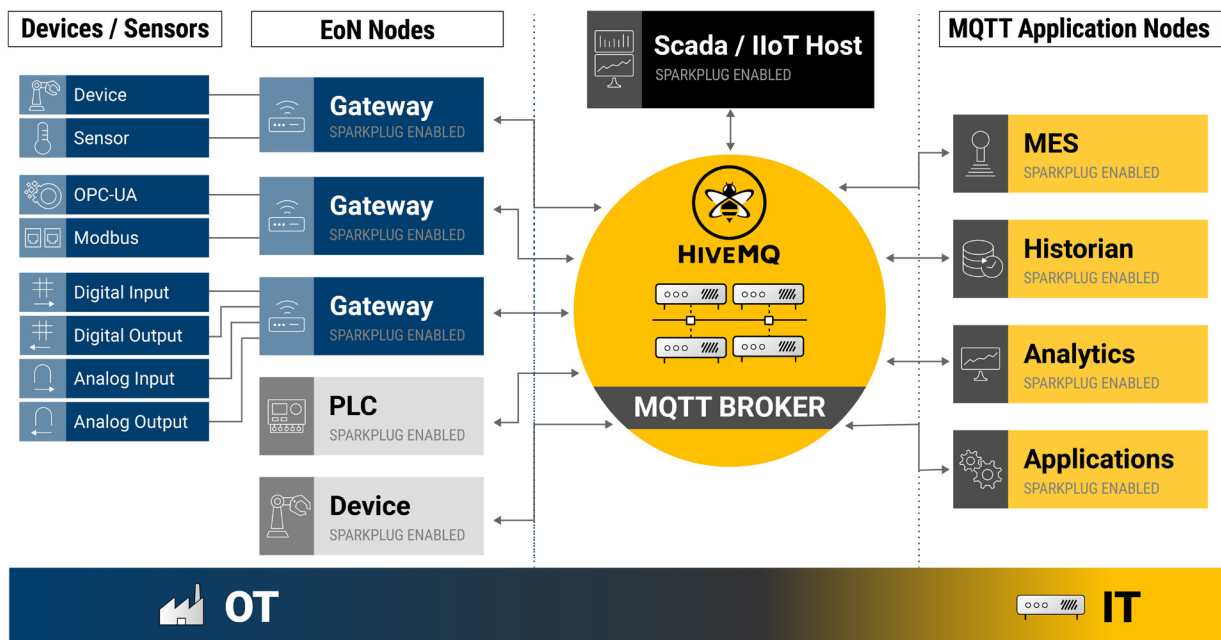 Devices / Sensors
EoN Nodes
Scada / IIoT Host
SPARKPLUG ENABLED
MQTT Application Nodes
Device
Sensor
Gateway
SPARKPLUG ENABLED
OPC-UA
Modbus
Gateway
SPARKPLUG ENABLED
Digital Input
Digital Output
Analog Input
Analog Output
Gateway
SPARKPLUG ENABLED
PLC
SPARKPLUG ENABLED
Device
SPARKPLUG ENABLED
HIVEMQ
MQTT BROKER
MES
SPARKPLUG ENABLED
Historian
SPARKPLUG ENABLED
Analytics
SPARKPLUG ENABLED
Applications
SPARKPLUG ENABLED
OT
IT